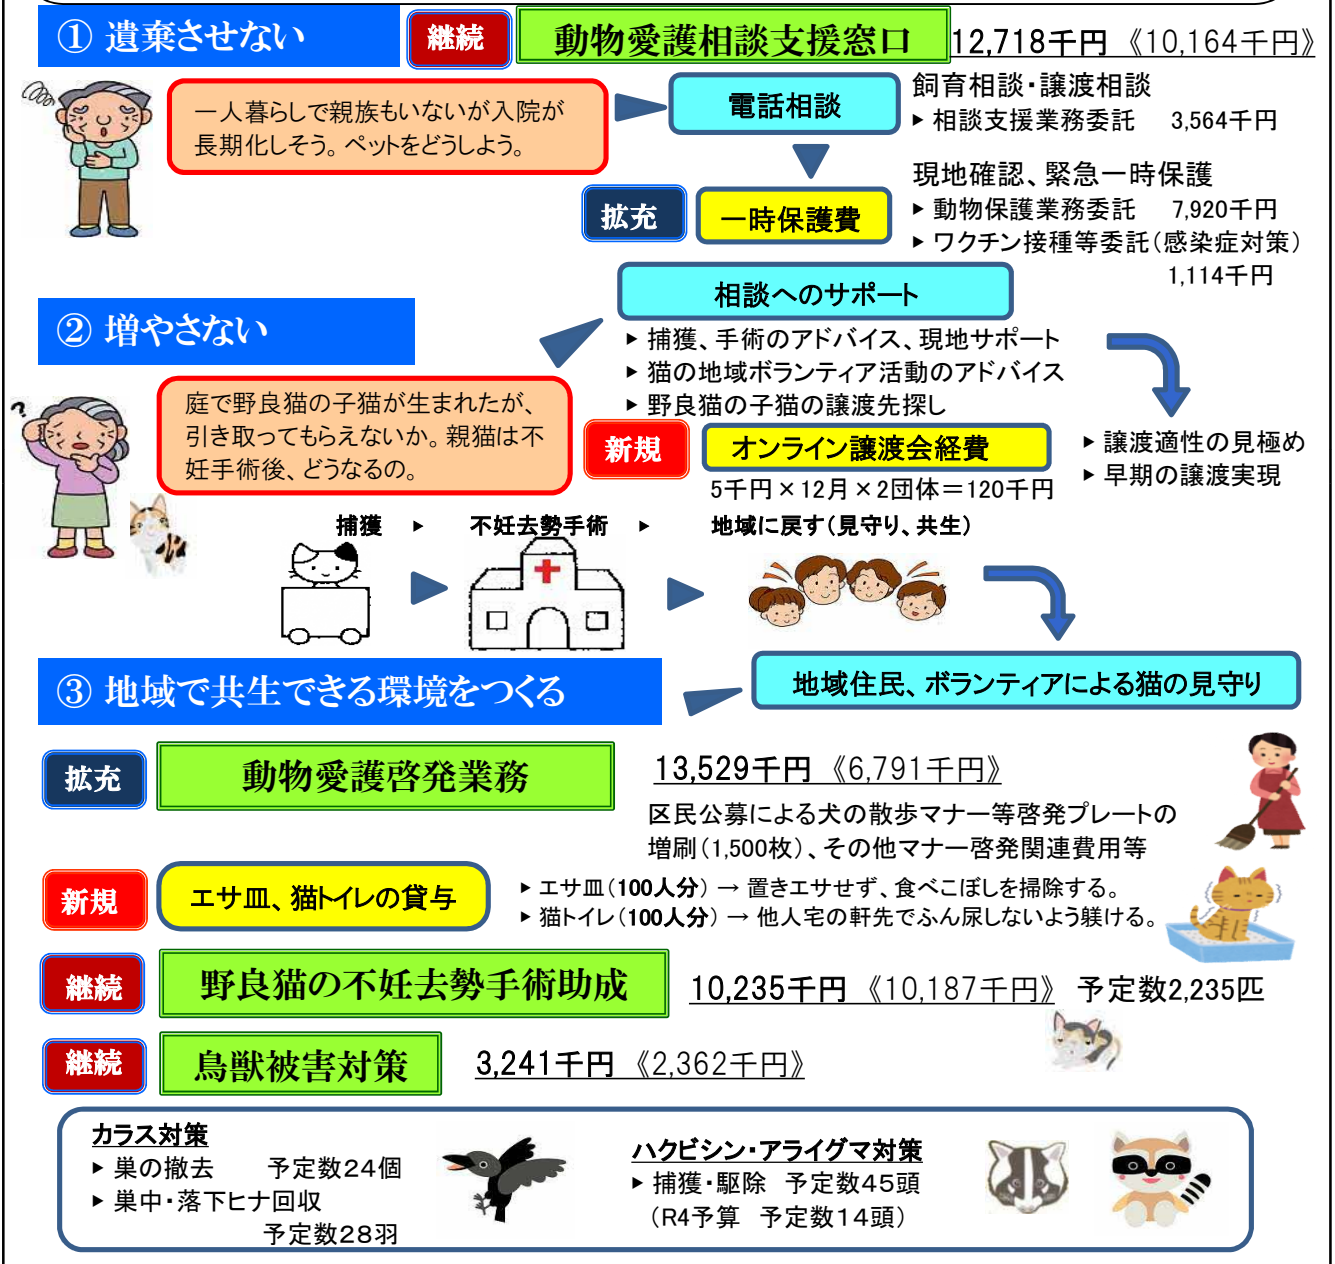 ① 遺棄させない
継続
動物愛護相談支援窓口
12,718千円 《10,164千円》
一人暮らしで親族もいないが入院が
長期化しそう。ペットをどうしよう。
電話相談
飼育相談・譲渡相談
▶ 相談支援業務委託 3,564千円
拡充
一時保護費
現地確認、緊急一時保護
▶ 動物保護業務委託 7,920千円
▶ ワクチン接種等委託（感染症対策）
1,114千円
② 増やさない
相談へのサポート
▶ 捕獲、手術のアドバイス、現地サポート
▶ 猫の地域ボランティア活動のアドバイス
▶ 野良猫の子猫の譲渡先探し
?
庭で野良猫の子猫が生まれたが、
引き取ってもらえないか。親猫は不
妊手術後、どうなるの。
新規
オンライン譲渡会経費
5千円×12月×2団体＝120千円
▶ 譲渡適性の見極め
▶ 早期の譲渡実現
捕獲 ▶ 不妊去勢手術 ▶ 地域に戻す（見守り、共生）
③ 地域で共生できる環境をつくる
地域住民、ボランティアによる猫の見守り
拡充
動物愛護啓発業務
13,529千円 《6,791千円》
区民公募による犬の散歩マナー等啓発プレートの
増刷（1,500枚）、その他マナー啓発関連費用等
新規
エサ皿、猫トイレの貸与
▶ エサ皿（100人分） → 置きエサせず、食べこぼしを掃除する。
▶ 猫トイレ（100人分） → 他人宅の軒先でふん尿しないよう躾ける。
継続
野良猫の不妊去勢手術助成
10,235千円 《10,187千円》 予定数2,235匹
継続
鳥獣被害対策
3,241千円 《2,362千円》
カラス対策
▶ 巣の撤去 予定数２４個
▶ 巣中・落下ヒナ回収
予定数２８羽
ハクビシン・アライグマ対策
▶ 捕獲・駆除 予定数４５頭
（R4予算 予定数１４頭）